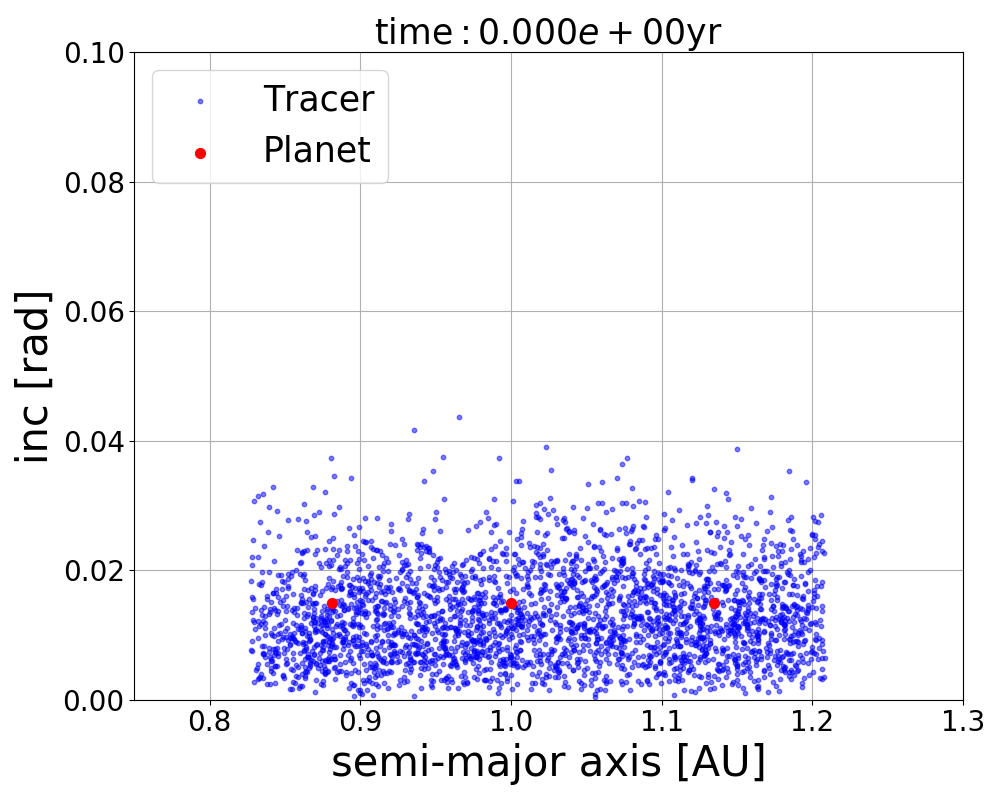 time : 0.000e + 00yr
0.10
0.08
0.06
0.04
0.02
0.00
inc [rad]
Tracer
Planet
0.8 0.9 1.0 1.1 1.2 1.3
semi-major axis [AU]